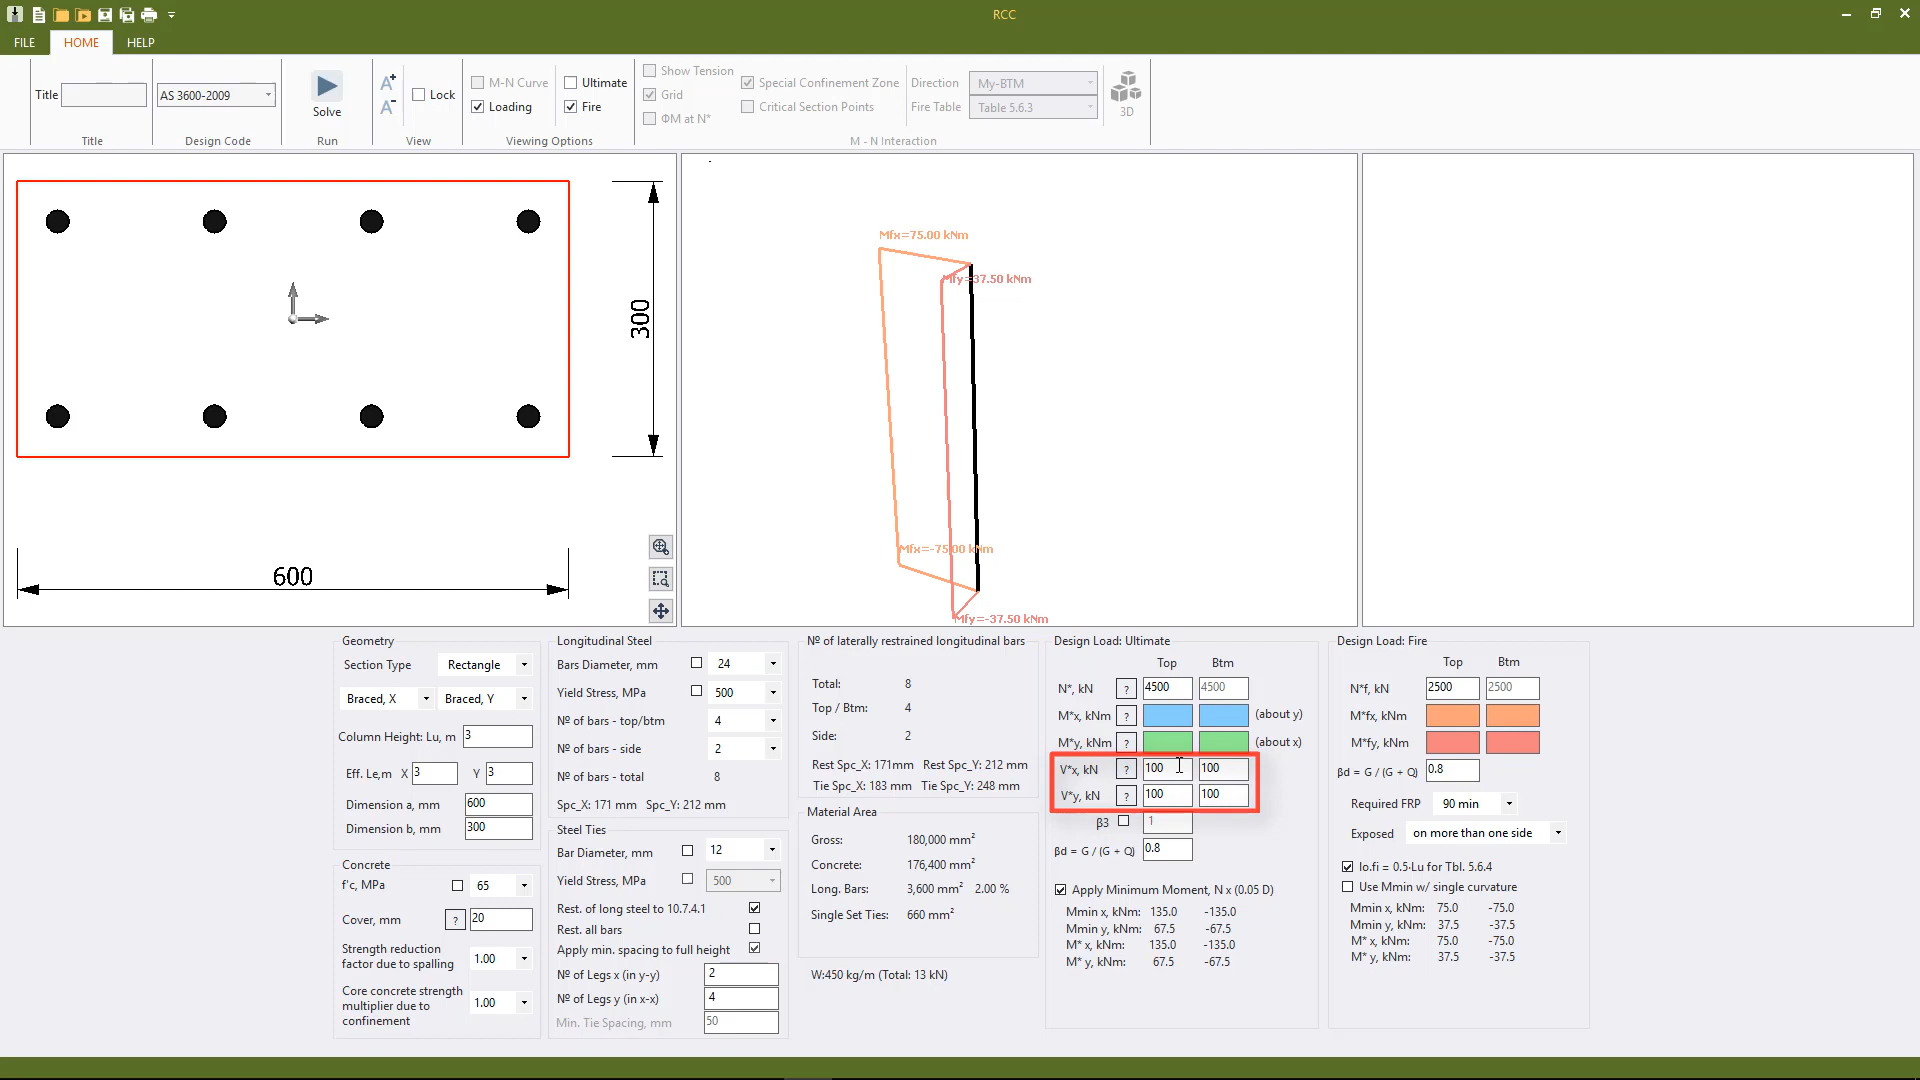 RCC
FILE HOME HELP
Title
AS 3600-2009
Solve
A+
A-
Lock
M-N Curve
Loading
Ultimate
Fire
Show Tension
Grid
ΦM at N*
Special Confinement Zone
Critical Section Points
Direction My-BTM
Fire Table Table 5.6.3
3D
Title Design Code Run View Viewing Options M - N Interaction
300
600
Mfx=75.00 kNm
Mfy=37.50 kNm
Mfx=-75.00 kNm
Mfy=-37.50 kNm
Geometry
Section Type Rectangle
Braced, X Braced, Y
Column Height: Lu, m 3
Eff. Le,m X 3 Y 3
Dimension a, mm 600
Dimension b, mm 300
Concrete
f'c, MPa 65
Cover, mm ? 20
Strength reduction
factor due to spalling 1.00
Core concrete strength
multiplier due to 1.00
confinement
Longitudinal Steel
Bars Diameter, mm 24
Yield Stress, MPa 500
Nº of bars - top/btm 4
Nº of bars - side 2
Nº of bars - total 8
Spc_X: 171 mm Spc_Y: 212 mm
Steel Ties
Bar Diameter, mm 12
Yield Stress, MPa 500
Rest. of long steel to 10.7.4.1
Rest. all bars
Apply min. spacing to full height
Nº of Legs x (in y-y) 2
Nº of Legs y (in x-x) 4
Min. Tie Spacing, mm 50
Nº of laterally restrained longitudinal bars
Total: 8
Top / Btm: 4
Side: 2
Rest Spc_X: 171mm Rest Spc_Y: 212 mm
Tie Spc_X: 183 mm Tie Spc_Y: 248 mm
Material Area
Gross: 180,000 mm²
Concrete: 176,400 mm²
Long. Bars: 3,600 mm² 2.00 %
Single Set Ties: 660 mm²
W:450 kg/m (Total: 13 kN)
Design Load: Ultimate
Top Btm
N*, kN ? 4500 4500
M*x, kNm ? (about y)
M*y, kNm ? (about x)
V*x, kN ? 100 100
V*y, kN ? 100 100
β3 1
βd = G / (G + Q) 0.8
Apply Minimum Moment, N x (0.05 D)
Mmin x, kNm: 135.0 -135.0
Mmin y, kNm: 67.5 -67.5
M* x, kNm: 135.0 -135.0
M* y, kNm: 67.5 -67.5
Design Load: Fire
Top Btm
N*f, kN 2500 2500
M*fx, kNm
M*fy, kNm
βd = G / (G + Q) 0.8
Required FRP 90 min
Exposed on more than one side
lo.fi = 0.5·Lu for Tbl. 5.6.4
Use Mmin w/ single curvature
Mmin x, kNm: 75.0 -75.0
Mmin y, kNm: 37.5 -37.5
M* x, kNm: 75.0 -75.0
M* y, kNm: 37.5 -37.5